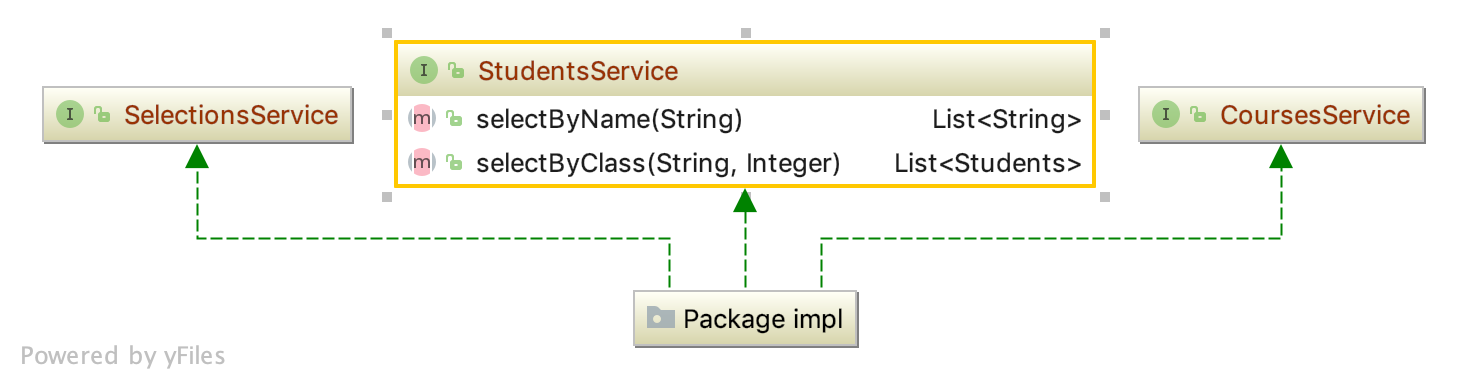 I StudentsService
I SelectionsService
m selectByName(String) List<String>
m selectByClass(String, Integer) List<Students>
I CoursesService
Package impl
Powered by yFiles